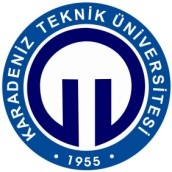 KARADENİZ TEKNİK ÜNİVERSİTESİ
• 1955 •